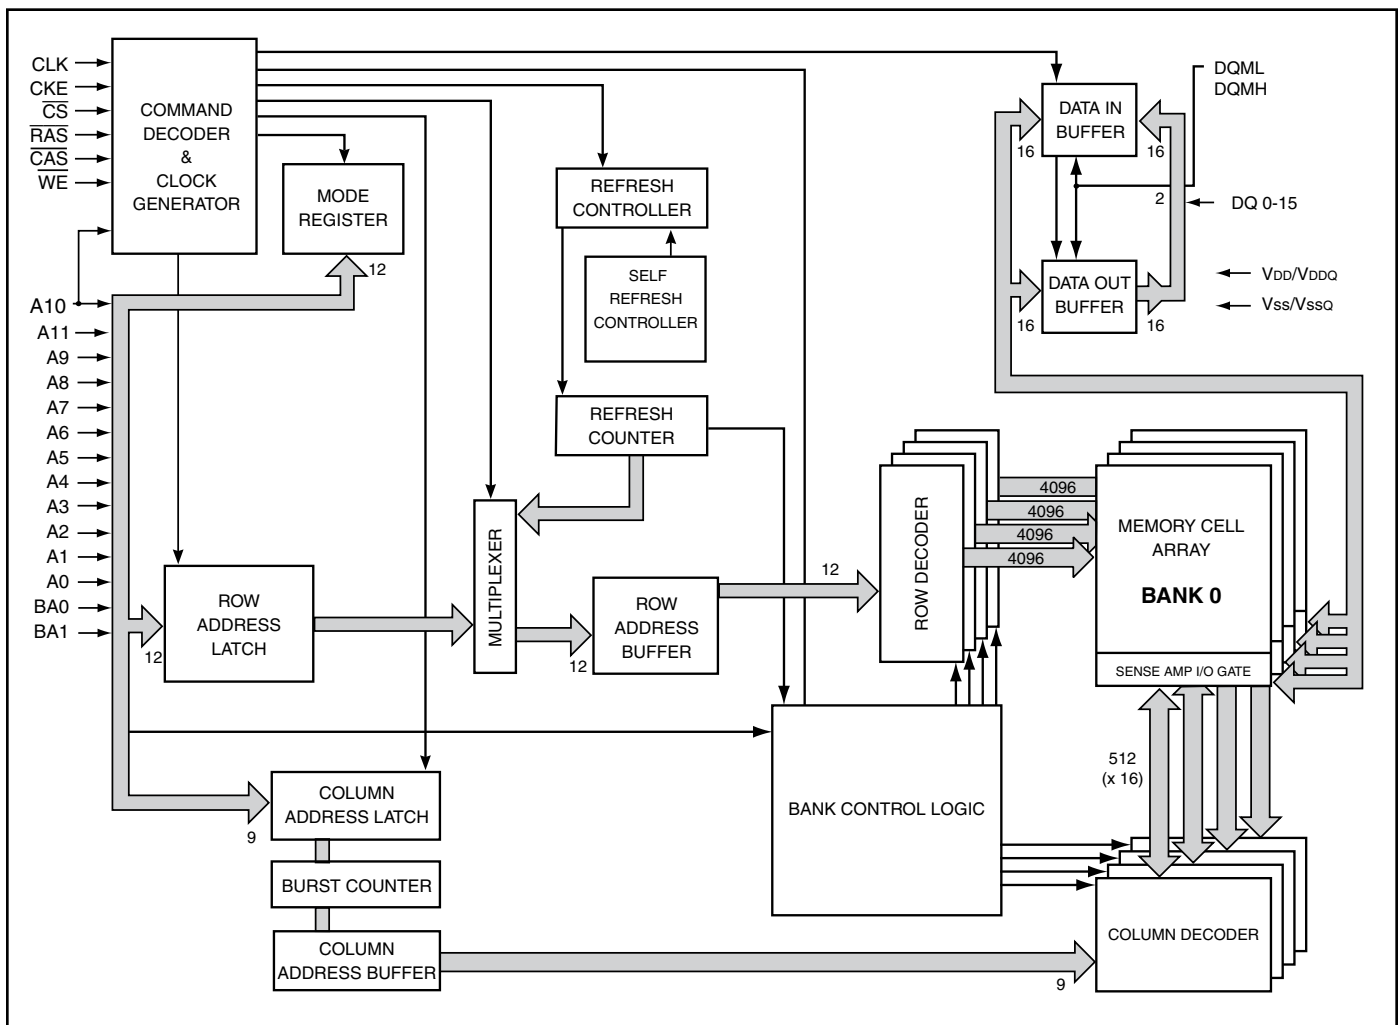 CLK
CKE
CS
RAS
CAS
WE
A10
A11
A9
A8
A7
A6
A5
A4
A3
A2
A1
A0
BA0
BA1
COMMAND
DECODER
&
CLOCK
GENERATOR
MODE
REGISTER
12
REFRESH
CONTROLLER
SELF
REFRESH
CONTROLLER
REFRESH
COUNTER
DATA IN
BUFFER
16
16
DQML
DQMH
2
DQ 0-15
DATA OUT
BUFFER
16
16
VDD/VDDQ
Vss/VssQ
MULTIPLEXER
ROW
ADDRESS
LATCH
12
ROW
ADDRESS
BUFFER
12
12
ROW DECODER
4096
4096
4096
4096
MEMORY CELL
ARRAY
BANK 0
SENSE AMP I/O GATE
512
(x 16)
BANK CONTROL LOGIC
COLUMN
ADDRESS LATCH
9
BURST COUNTER
COLUMN
ADDRESS BUFFER
9
COLUMN DECODER